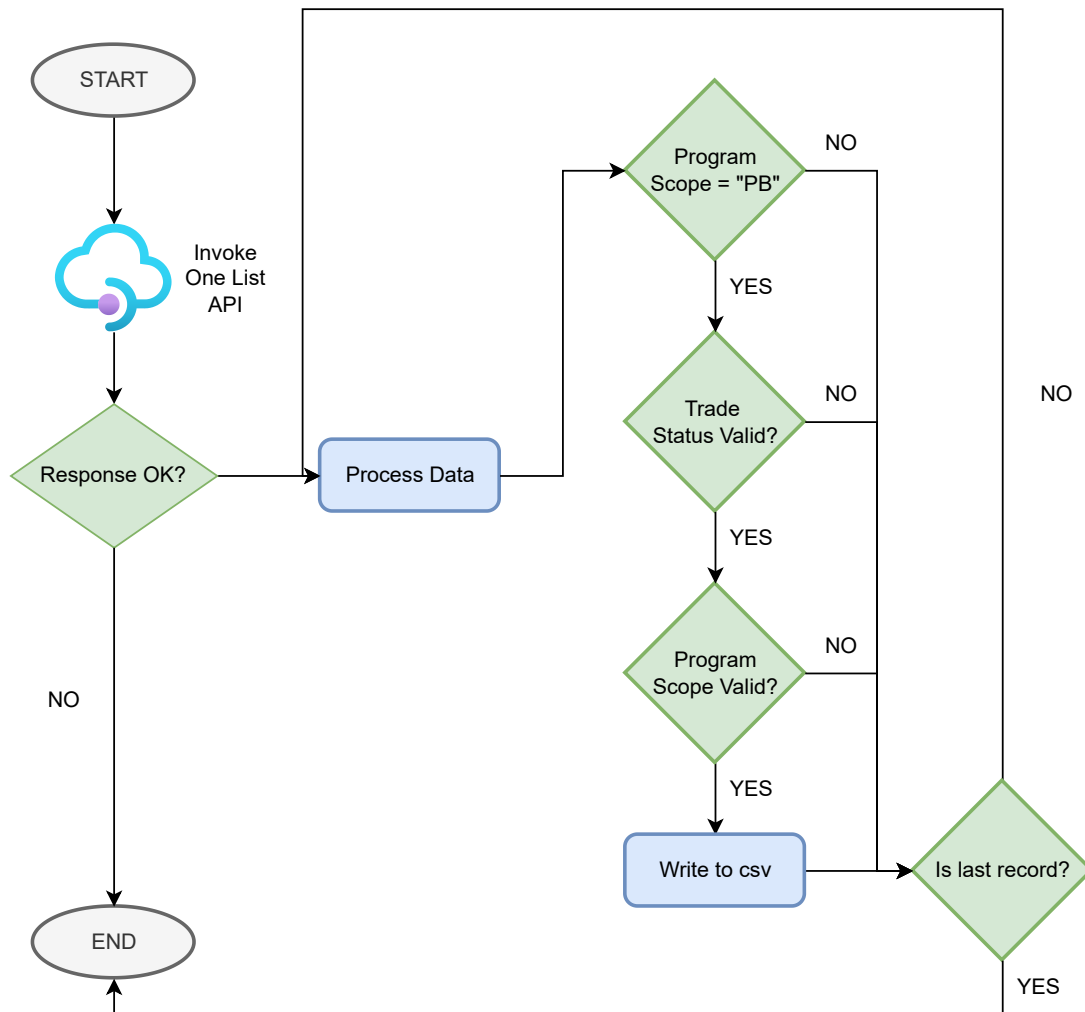 START
Invoke
One List
API
Response OK?
NO
END
Process Data
Program
Scope = "PB"
NO
YES
Trade
Status Valid?
NO
YES
Program
Scope Valid?
NO
YES
Write to csv
Is last record?
NO
YES